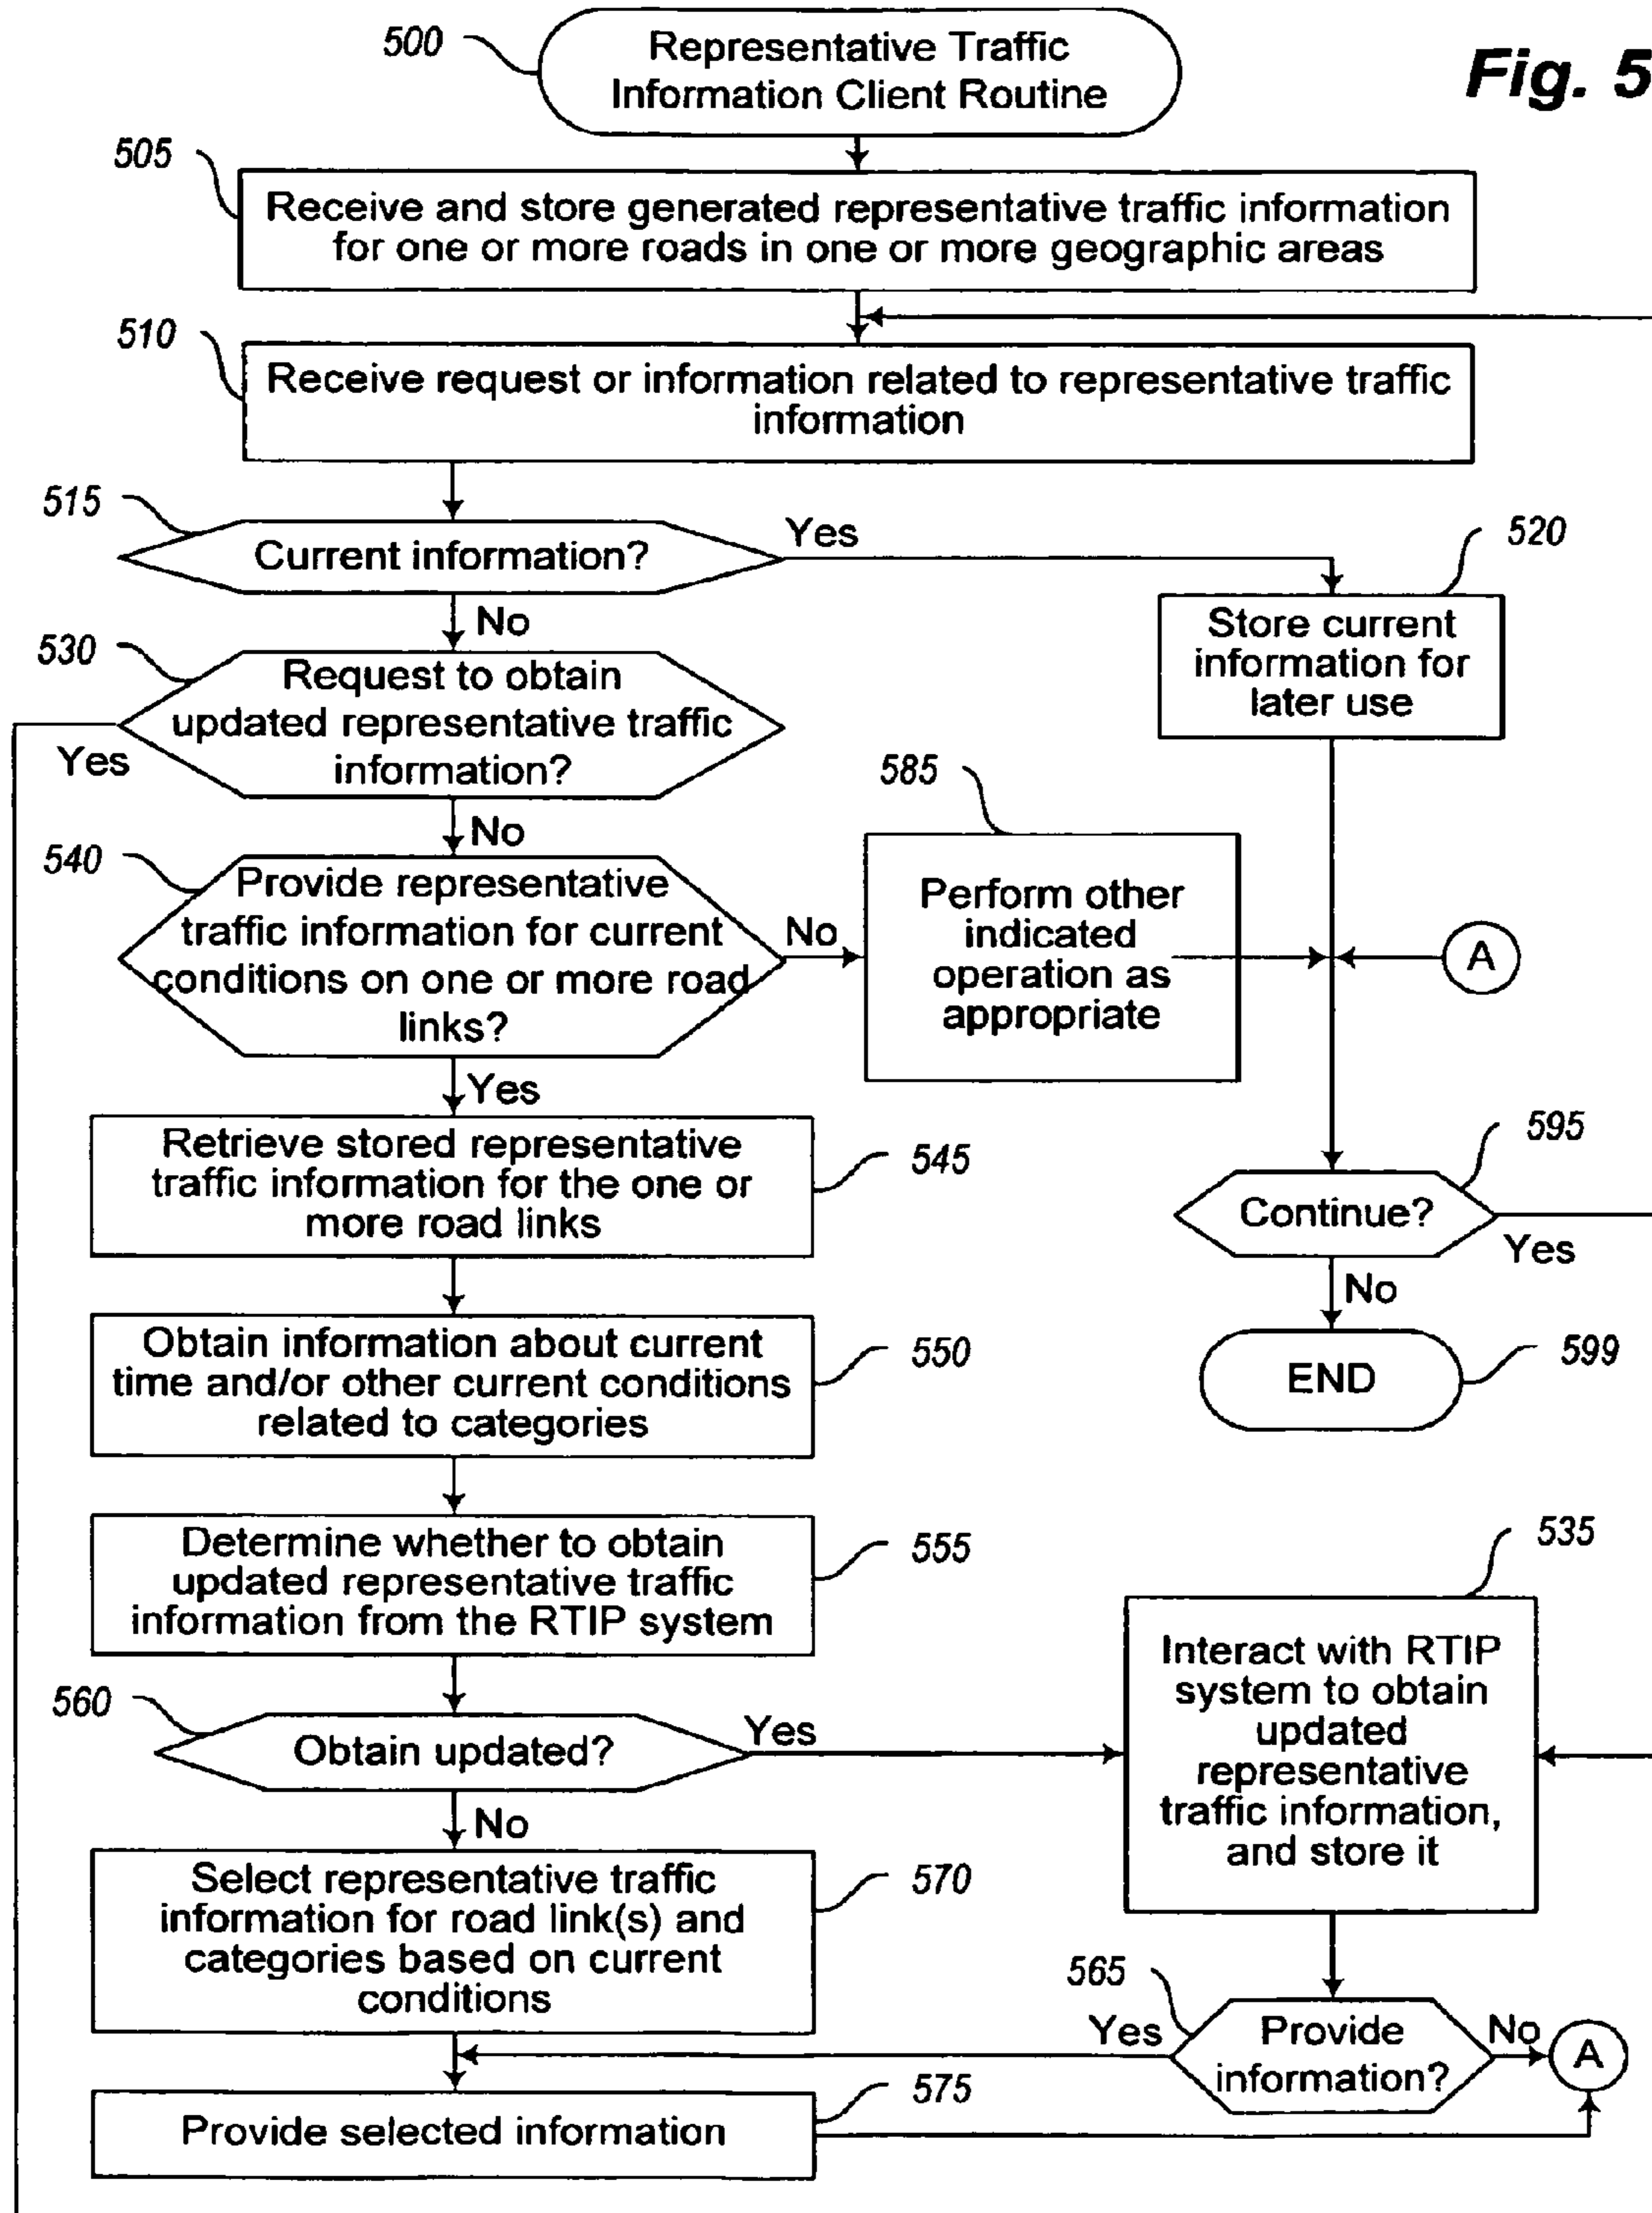 500
Representative Traffic
Information Client Routine
Fig. 5
505
Receive and store generated representative traffic information
for one or more roads in one or more geographic areas
510
Receive request or information related to representative traffic
information
515
Current information?
Yes
No
520
Store current
information for
later use
530
Request to obtain
updated representative traffic
information?
Yes
No
540
Provide representative
traffic information for current
conditions on one or more road
links?
No
Yes
585
Perform other
indicated
operation as
appropriate
A
545
Retrieve stored representative
traffic information for the one or
more road links
595
Continue?
Yes
No
599
END
550
Obtain information about current
time and/or other current conditions
related to categories
555
Determine whether to obtain
updated representative traffic
information from the RTIP system
535
Interact with RTIP
system to obtain
updated
representative
traffic information,
and store it
560
Obtain updated?
Yes
No
570
Select representative traffic
information for road link(s) and
categories based on current
conditions
565
Provide
information?
Yes
No
A
575
Provide selected information